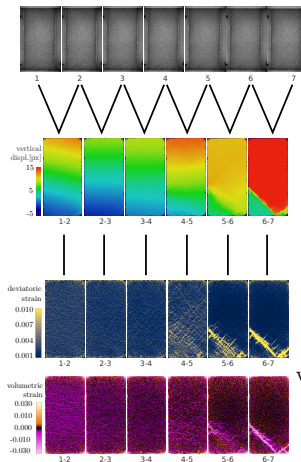 1 2 3 4 5 6 7
vertical
displ.[px]
15
5
-5
1-2 2-3 3-4 4-5 5-6 6-7
deviatoric
strain
0.010
0.007
0.004
0.001
1-2 2-3 3-4 4-5 5-6 6-7
volumetric
strain
0.030
0.010
0.000
-0.010
-0.030
1-2 2-3 3-4 4-5 5-6 6-7